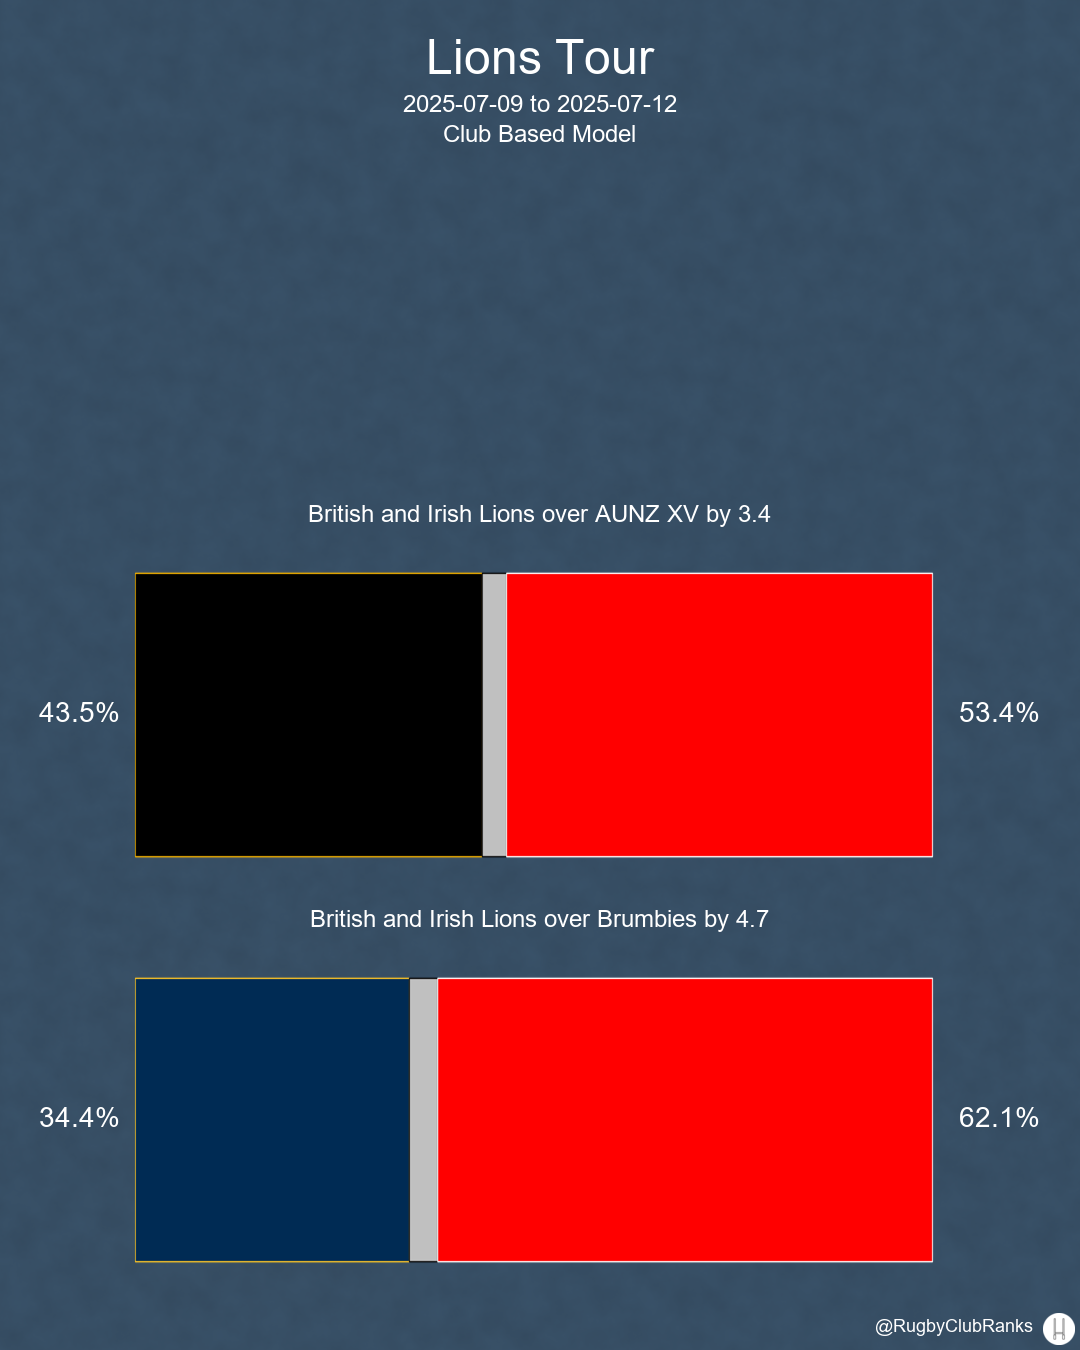 Lions Tour
2025-07-09 to 2025-07-12
Club Based Model
British and Irish Lions over AUNZ XV by 3.4
43.5%
53.4%
British and Irish Lions over Brumbies by 4.7
34.4%
62.1%
@RugbyClubRanks